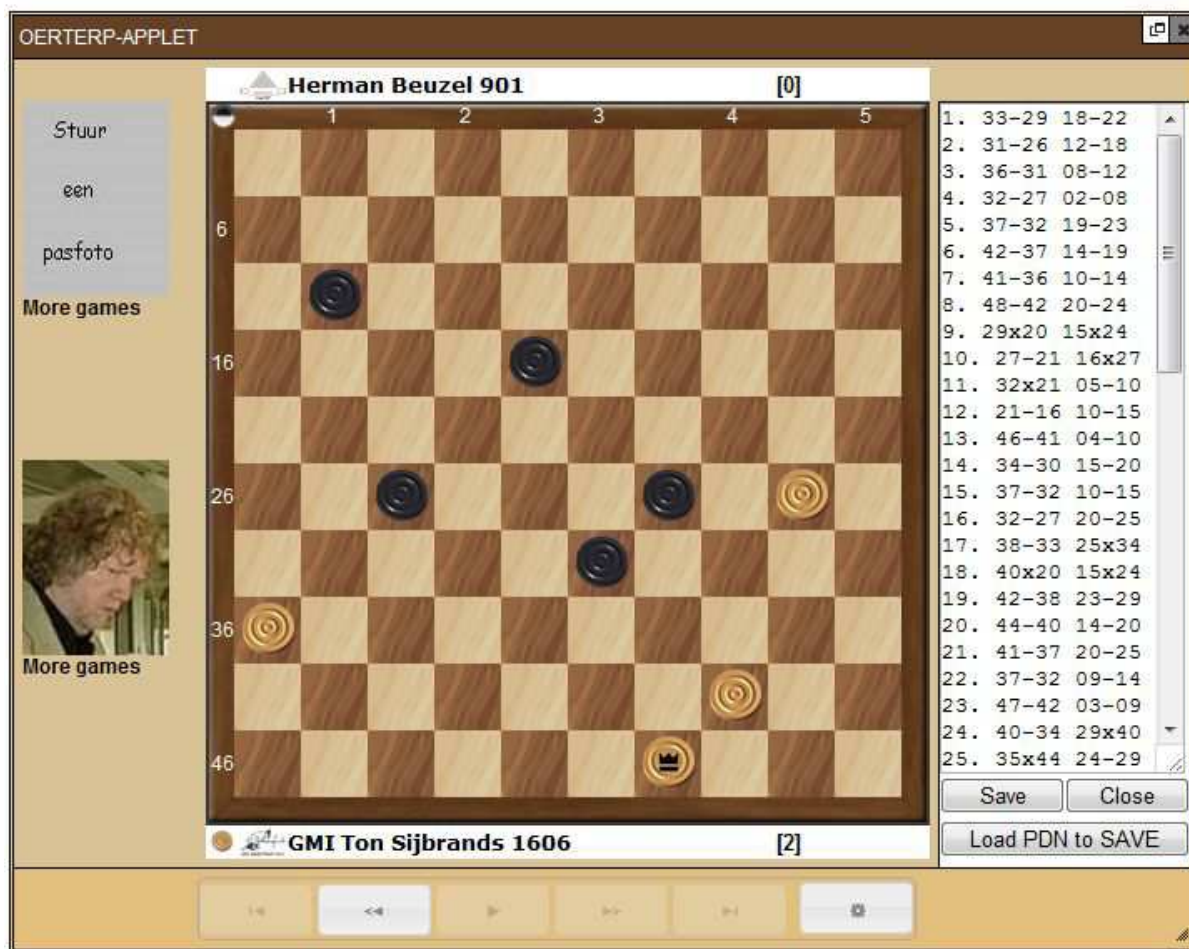 OERTERP-APPLET
Herman Beuzel 901 [0]
Stuur
een
pasfoto
More games
More games
1 2 3 4 5
6
16
26
36
46
1. 33-29 18-22
2. 31-26 12-18
3. 36-31 08-12
4. 32-27 02-08
5. 37-32 19-23
6. 42-37 14-19
7. 41-36 10-14
8. 48-42 20-24
9. 29x20 15x24
10. 27-21 16x27
11. 32x21 05-10
12. 21-16 10-15
13. 46-41 04-10
14. 34-30 15-20
15. 37-32 10-15
16. 32-27 20-25
17. 38-33 25x34
18. 40x20 15x24
19. 42-38 23-29
20. 44-40 14-20
21. 41-37 20-25
22. 37-32 09-14
23. 47-42 03-09
24. 40-34 29x40
25. 35x44 24-29
Save Close
Load PDN to SAVE
GMI Ton Sijbrands 1606 [2]